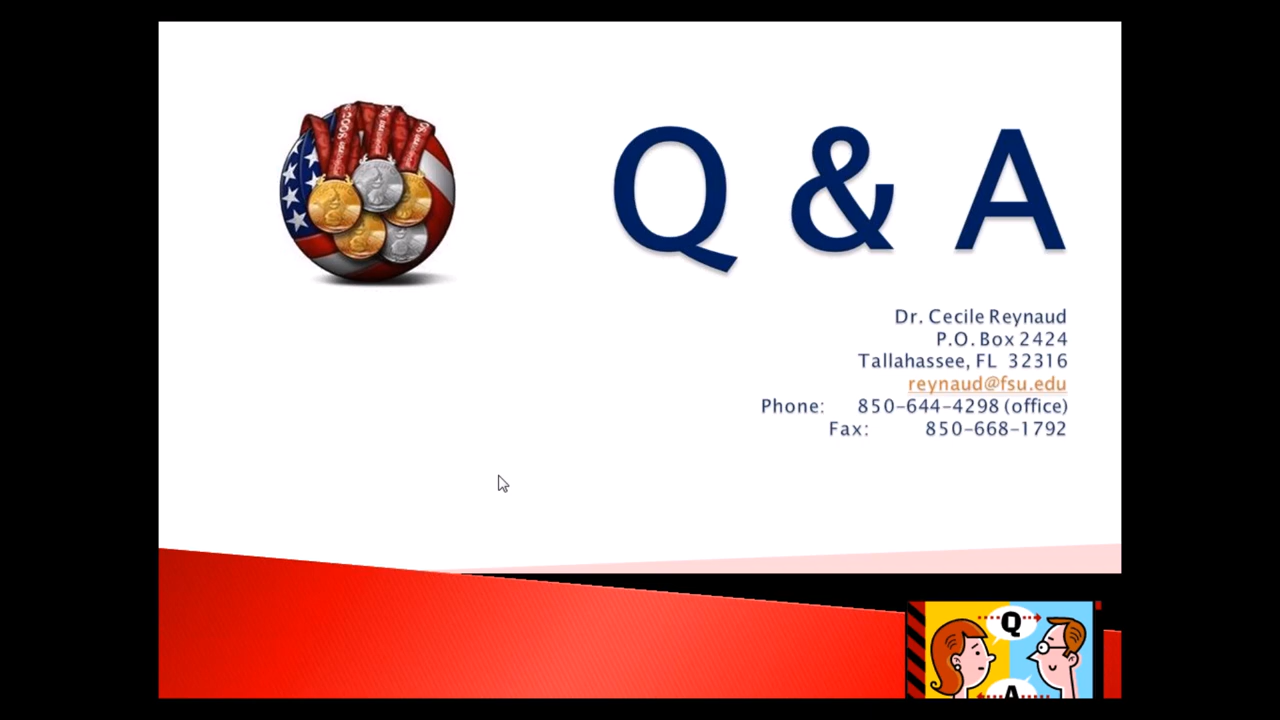 Q & A
Dr. Cecile Reynaud
P.O. Box 2424
Tallahassee, FL 32316
reynaud@fsu.edu
Phone: 850-644-4298 (office)
Fax: 850-668-1792
Q
A